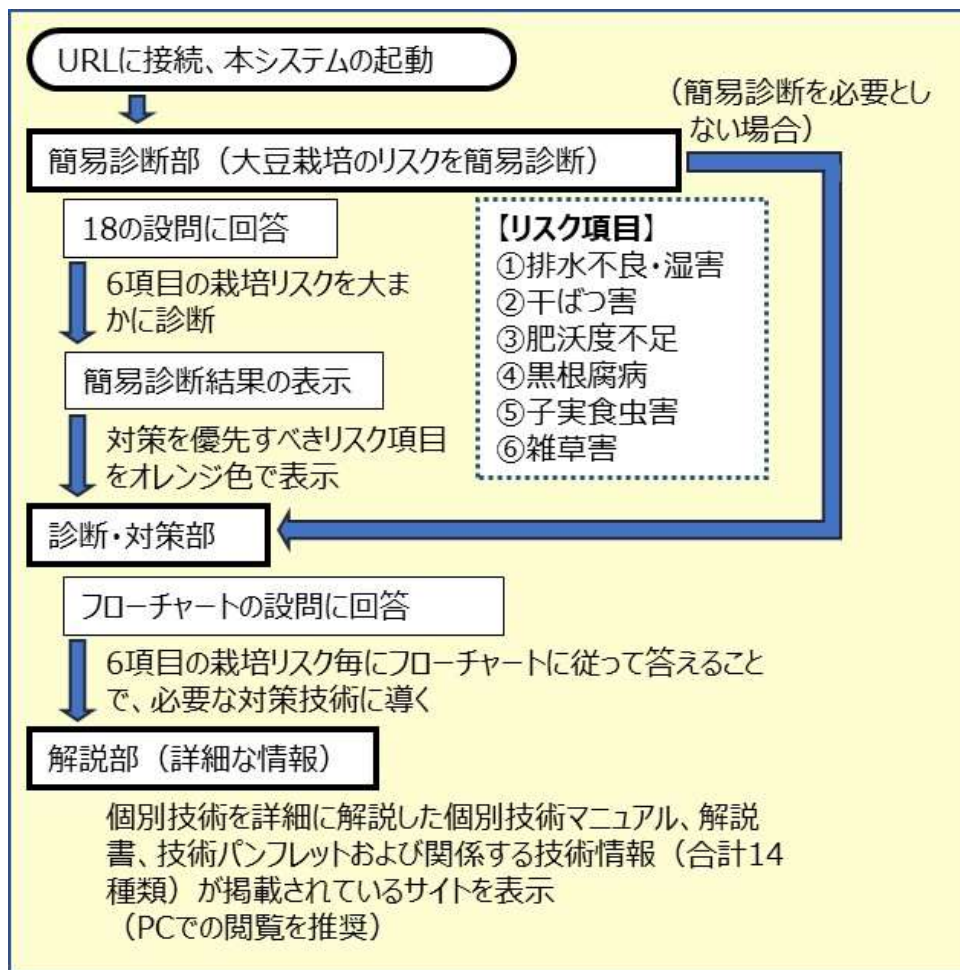 URLに接続、本システムの起動
（簡易診断を必要とし
ない場合）
簡易診断部（大豆栽培のリスクを簡易診断）
18の設問に回答
6項目の栽培リスクを大ま
かに診断
簡易診断結果の表示
対策を優先すべきリスク項目
をオレンジ色で表示
【リスク項目】
①排水不良・湿害
②干ばつ害
③肥沃度不足
④黒根腐病
⑤子実食虫害
⑥雑草害
診断・対策部
フローチャートの設問に回答
6項目の栽培リスク毎にフローチャートに従って答えること
で、必要な対策技術に導く
解説部（詳細な情報）
個別技術を詳細に解説した個別技術マニュアル、解説
書、技術パンフレットおよび関係する技術情報（合計14
種類）が掲載されているサイトを表示
（PCでの閲覧を推奨）